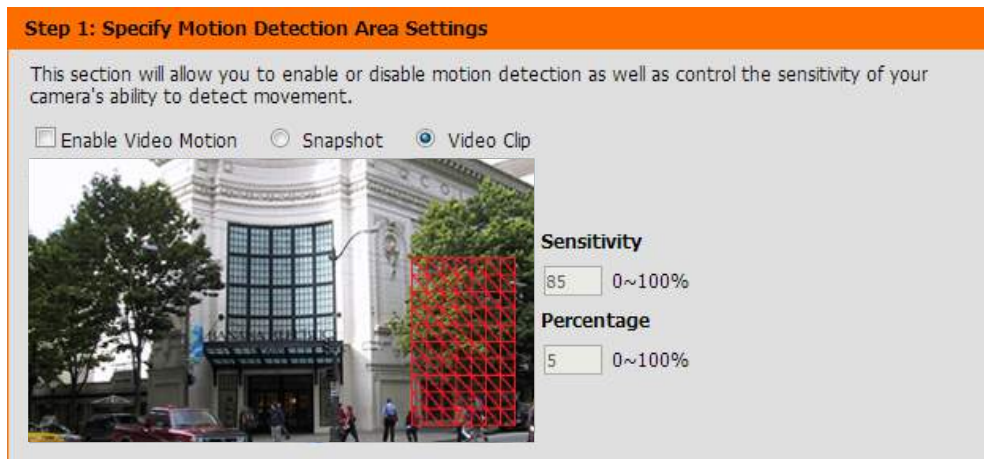 Step 1: Specify Motion Detection Area Settings
This section will allow you to enable or disable motion detection as well as control the sensitivity of your
camera's ability to detect movement.
Enable Video Motion Snapshot Video Clip
Sensitivity
85 0~100%
Percentage
5 0~100%